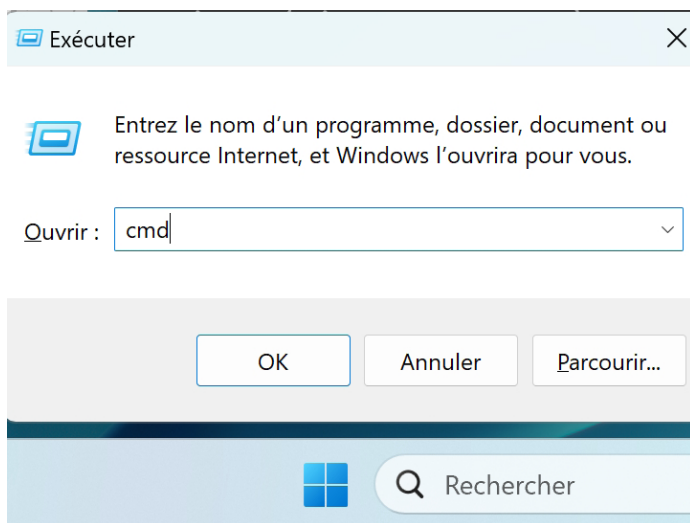 Exécuter
Entrez le nom d’un programme, dossier, document ou
ressource Internet, et Windows l’ouvrira pour vous.
Ouvrir : cmd
OK Annuler Parcourir...
Rechercher